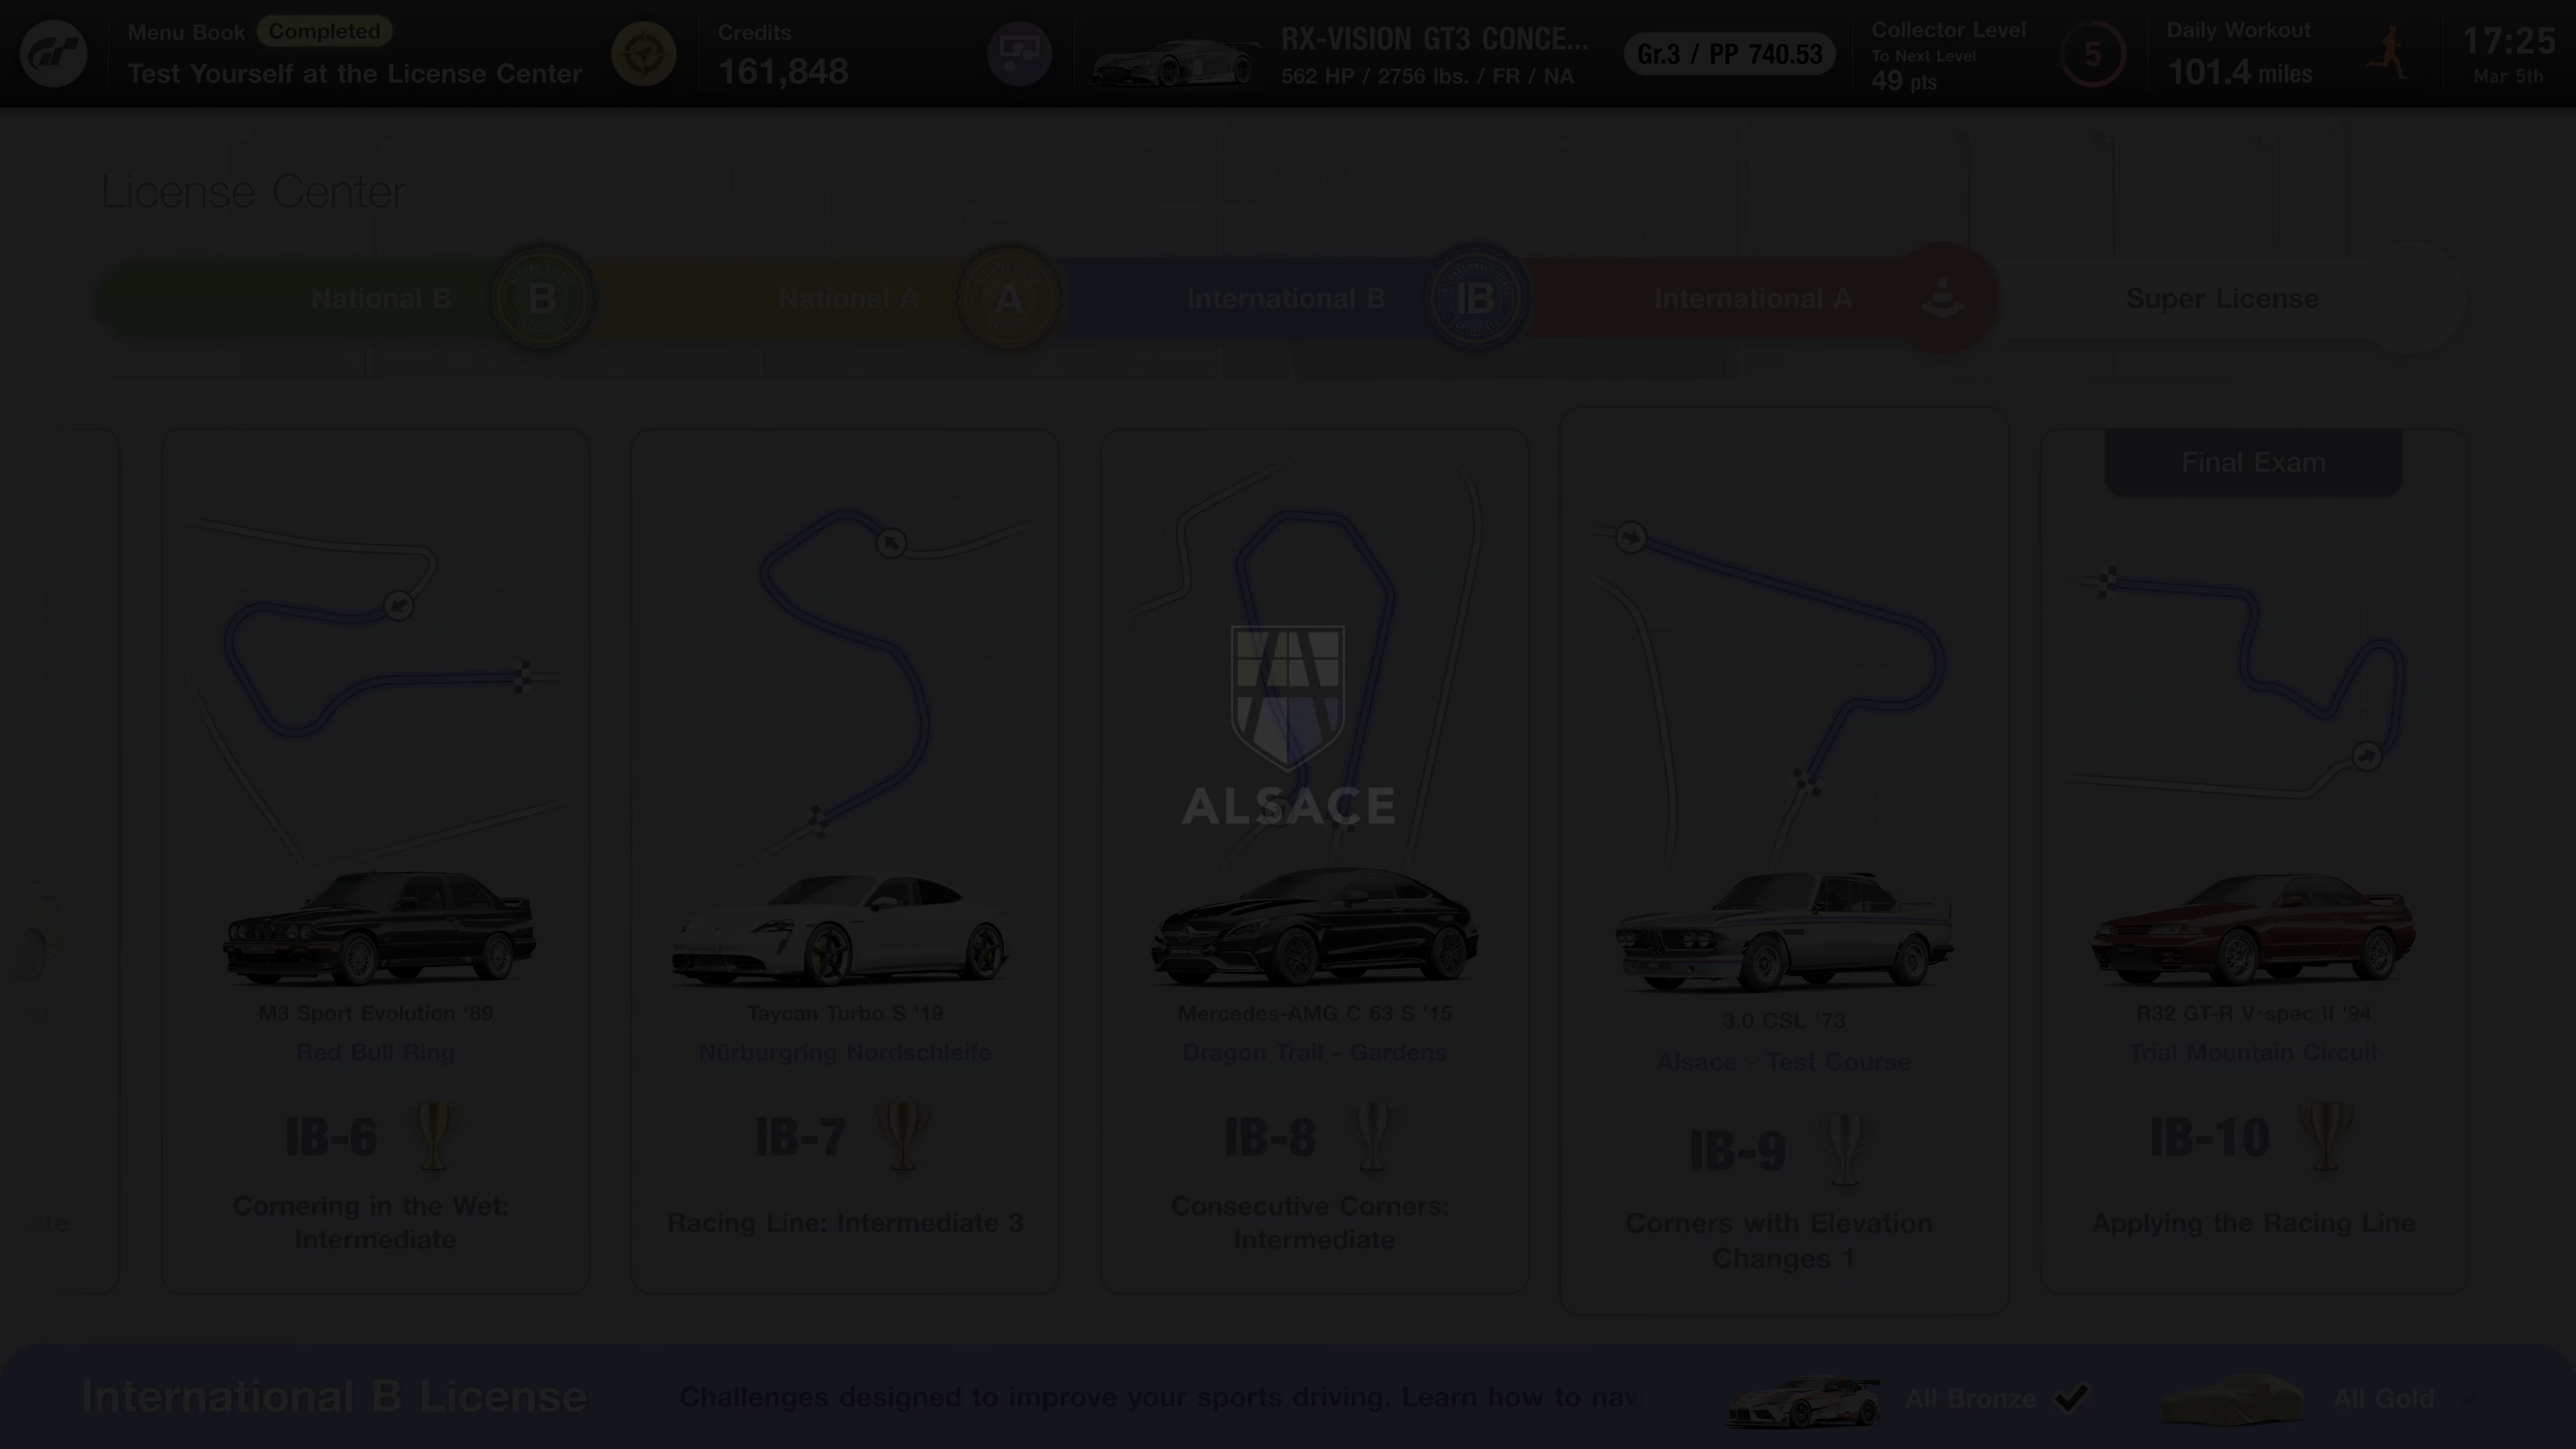 Menu Book Completed
Test Yourself at the License Center
Credits
161,848
RX-VISION GT3 CONCE...
562 HP / 2756 lbs. / FR / NA
Gr.3 / PP 740.53
Collector Level
To Next Level
49 pts
5
Daily Workout
101.4 miles
17:25
Mar 5th
License Center
National B
B
National A
A
International B
IB
International A
Super License
Final Exam
ALSACE
M3 Sport Evolution '89
Red Bull Ring
IB-6
Cornering in the Wet:
Intermediate
Taycan Turbo S '19
Nürburgring Nordschleife
IB-7
Racing Line: Intermediate 3
Mercedes-AMG C 63 S '15
Dragon Trail - Gardens
IB-8
Consecutive Corners:
Intermediate
3.0 CSL '73
Alsace - Test Course
IB-9
Corners with Elevation
Changes 1
R32 GT-R V·spec II '94
Trial Mountain Circuit
IB-10
Applying the Racing Line
International B License
Challenges designed to improve your sports driving. Learn how to navi
All Bronze
All Gold